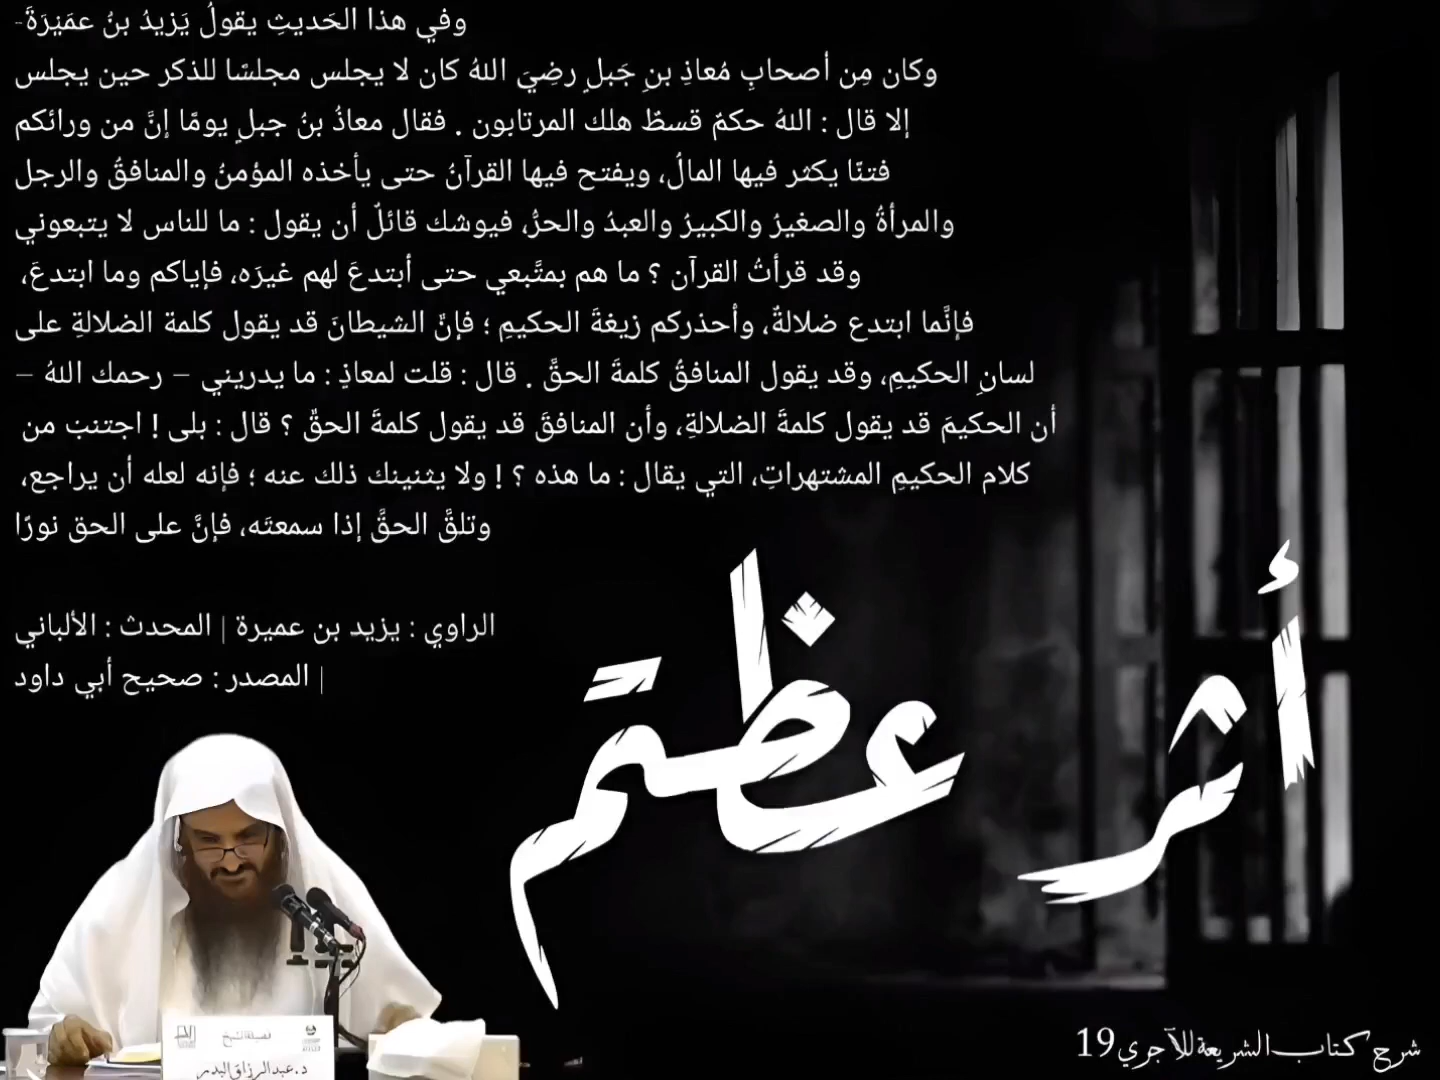 وفي هذا الحَديثِ يقولُ يَزيدُ بنُ عمَيْرَةَ-
وكان مِن أصحابِ مُعاذِ بنِ جَبلٍ رضِيَ اللهُ كان لا يجلس مجلسًا للذكر حين يجلس
إلا قال : اللهُ حكمٌ قسطٌ هلك المرتابون . فقال معاذُ بنُ جبلٍ يومًا إنَّ من ورائكم
فتنًا يكثر فيها المالُ، ويفتح فيها القرآنُ حتى يأخذه المؤمنُ والمنافقُ والرجل
والمرأةُ والصغيرُ والكبيرُ والعبدُ والحرُّ، فيوشك قائلٌ أن يقول : ما للناس لا يتبعوني
وقد قرأتُ القرآن ؟ ما هم بمتَّبعي حتى أبتدعَ لهم غيرَه، فإياكم وما ابتدعَ،
فإنَّما ابتدع ضلالةٌ، وأحذركم زيغةَ الحكيمِ ؛ فإنَّ الشيطانَ قد يقول كلمة الضلالةِ على
لسانِ الحكيمِ، وقد يقول المنافقُ كلمةَ الحقَّ . قال : قلت لمعاذِ : ما يدريني – رحمك اللهُ –
أن الحكيمَ قد يقول كلمةَ الضلالةِ، وأن المنافقَ قد يقول كلمةَ الحقِّ ؟ قال : بلى ! اجتنب من
كلام الحكيمِ المشتهراتِ، التي يقال : ما هذه ؟ ! ولا يثنينك ذلك عنه ؛ فإنه لعله أن يراجع،
وتلقَّ الحقَّ إذا سمعتَه، فإنَّ على الحق نورًا
الراوي : يزيد بن عميرة | المحدث : الألباني
| المصدر : صحيح أبي داود
أثر عظيم
فضيلة الشيخ
د.عبدالرزاق البدر
شرح كتاب الشريعة للآجري 19